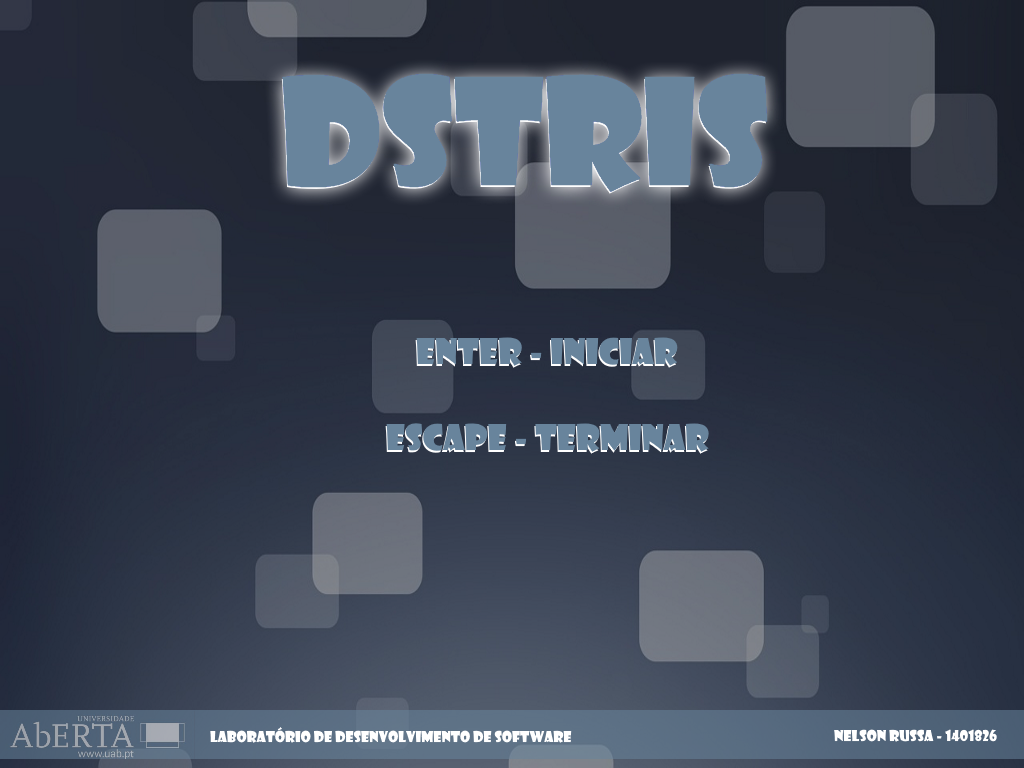 DSTRIS
ENTER - INICIAR
ESCAPE - TERMINAR
UNIVERSIDADE
AbERTA
www.uab.pt
LABORATÓRIO DE DESENVOLVIMENTO DE SOFTWARE
NELSON RUSSA - 1401826